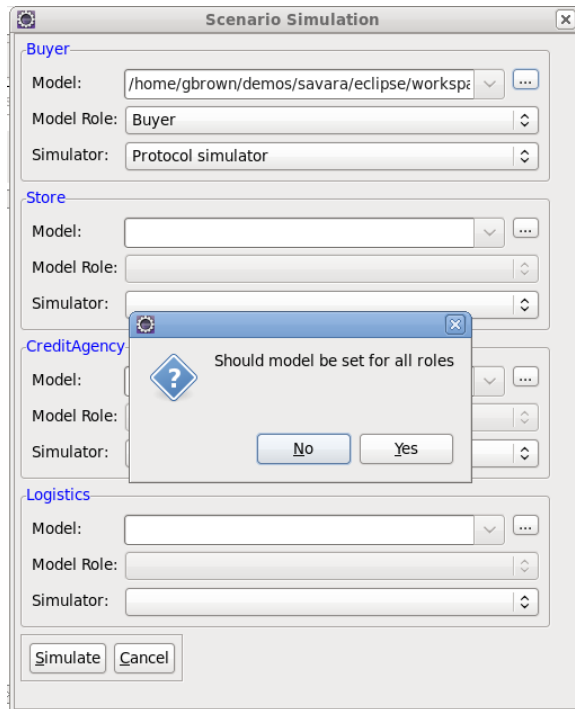 Scenario Simulation
Buyer
Model: /home/gbrown/demos/savara/eclipse/workspa ...
Model Role: Buyer
Simulator: Protocol simulator
Store
Model: ...
Model Role:
Simulator:
CreditAgency
Should model be set for all roles
Model: ...
Model Role:
Simulator:
No Yes
Logistics
Model: ...
Model Role:
Simulator:
Simulate Cancel